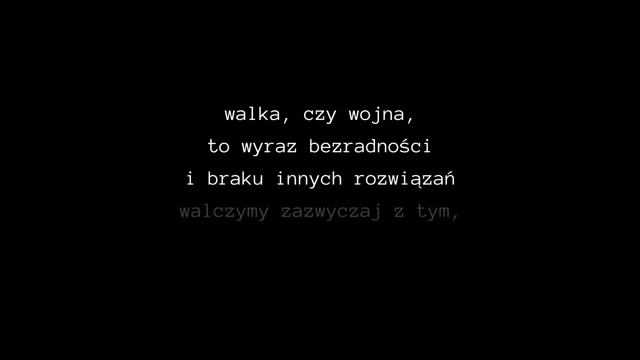 walka, czy wojna,
to wyraz bezradności
i braku innych rozwiązań
walczymy zazwyczaj z tym,